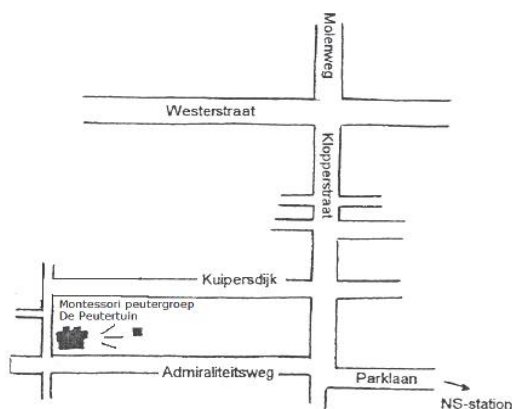 Molenweg
Westerstraat
Klopperstraat
Kuipersdijk
Montessori peutergroep
De Peutertuin
Admiraliteitsweg
Parklaan
NS-station